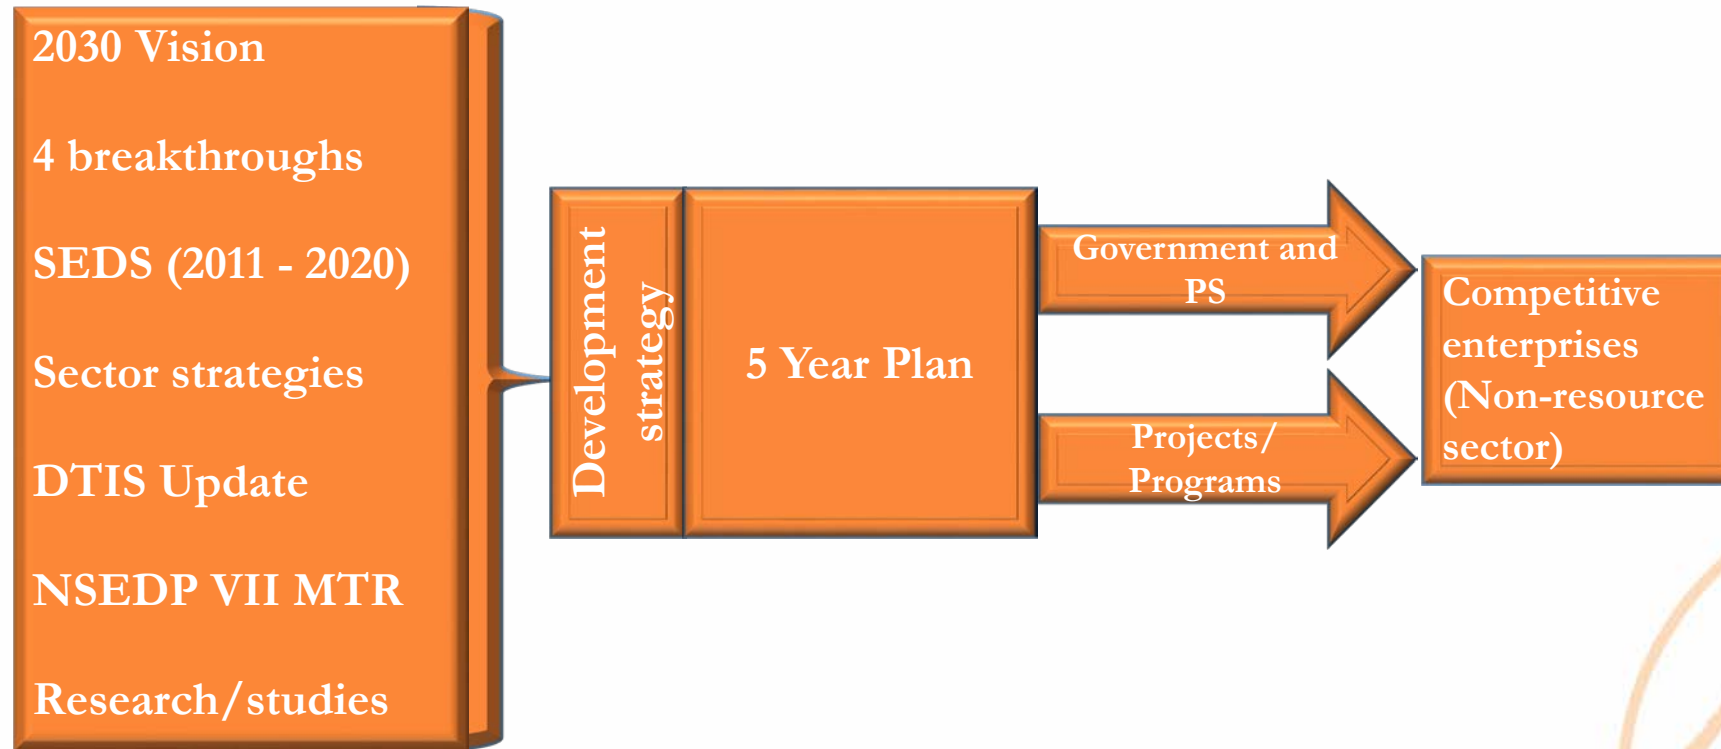 2030 Vision
4 breakthroughs
SEDS (2011 - 2020)
Sector strategies
DTIS Update
NSEDP VII MTR
Research/studies
Development
strategy
5 Year Plan
Government and
PS
Projects/
Programs
Competitive
enterprises
(Non-resource
sector)